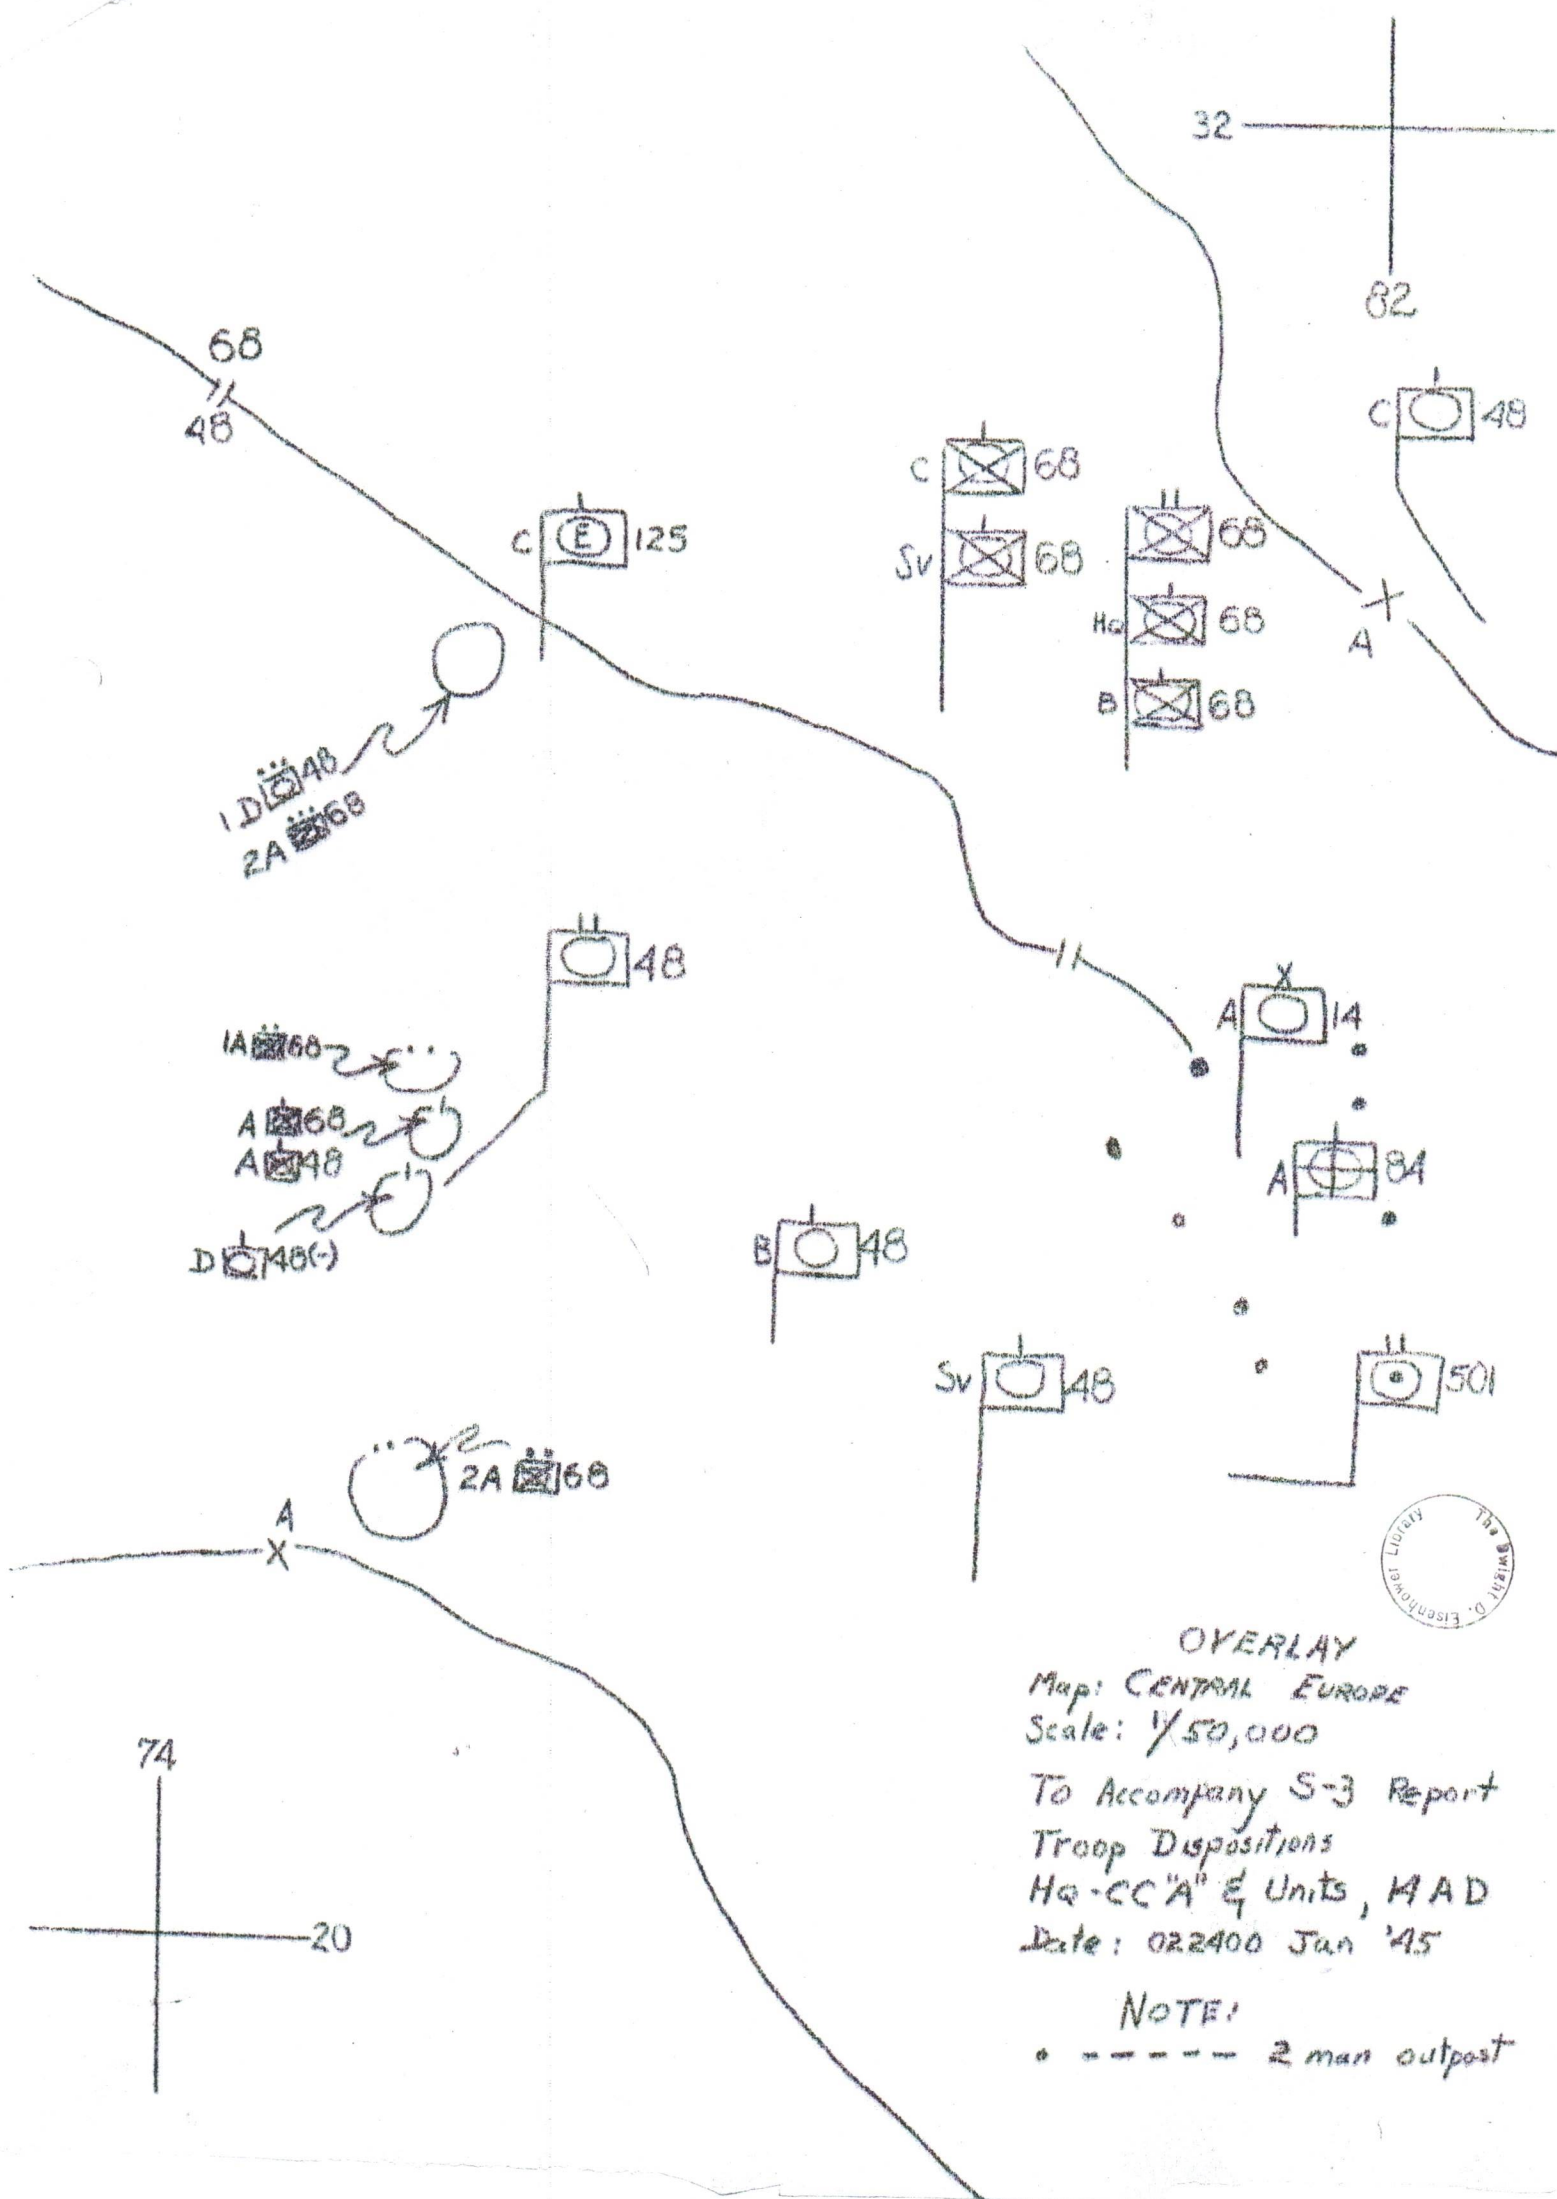 32
82
68
48
C 48
C 68
Sv 68
68
Hq 68
B 68
A
C E 125
1 D 48
2A 68
48
A 14
1A 68
A 68
A 48
D 48(-)
A 84
B 48
Sv 48
501
2A 68
A
The Dwight D. Eisenhower Library
OVERLAY
Map: CENTRAL EUROPE
Scale: 1/50,000
To Accompany S-3 Report
Troop Dispositions
Hq-CC "A" & Units, 14 AD
Date: 022400 Jan '45
74
20
NOTE:
• ------ 2 man outpost